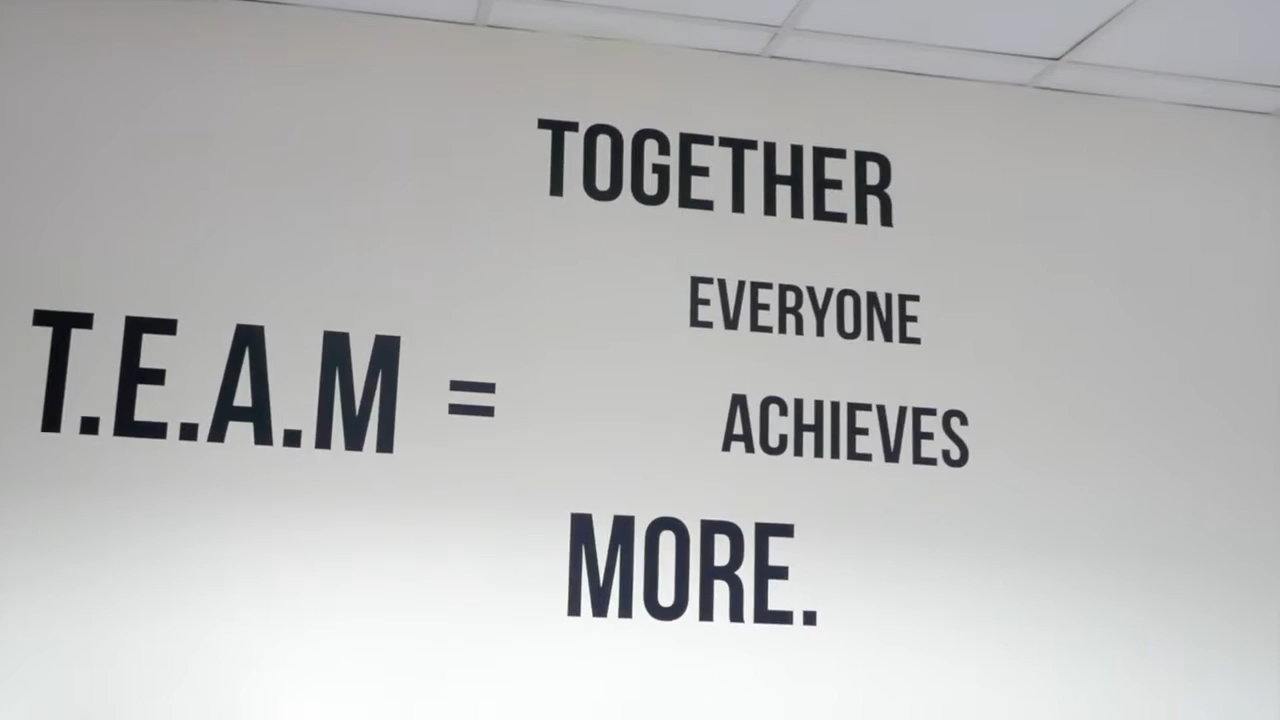 TOGETHER
EVERYONE
T.E.A.M =
ACHIEVES
MORE.